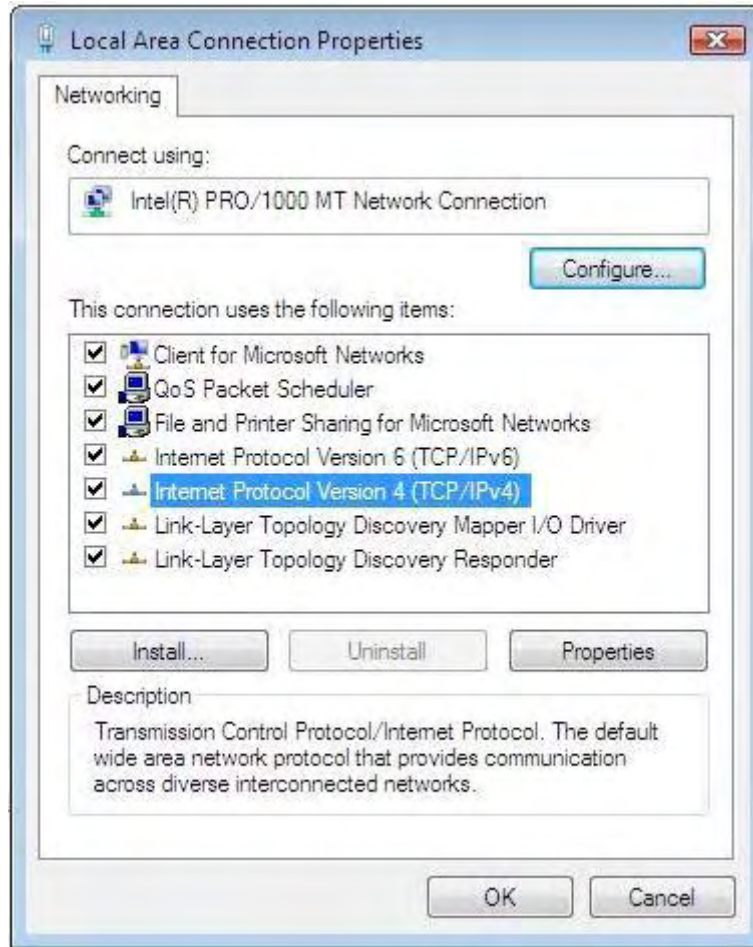 Local Area Connection Properties
Networking
Connect using:
Intel(R) PRO/1000 MT Network Connection
Configure...
This connection uses the following items:
Client for Microsoft Networks
QoS Packet Scheduler
File and Printer Sharing for Microsoft Networks
Internet Protocol Version 6 (TCP/IPv6)
Internet Protocol Version 4 (TCP/IPv4)
Link-Layer Topology Discovery Mapper I/O Driver
Link-Layer Topology Discovery Responder
Install...
Uninstall
Properties
Description
Transmission Control Protocol/Internet Protocol. The default
wide area network protocol that provides communication
across diverse interconnected networks.
OK
Cancel